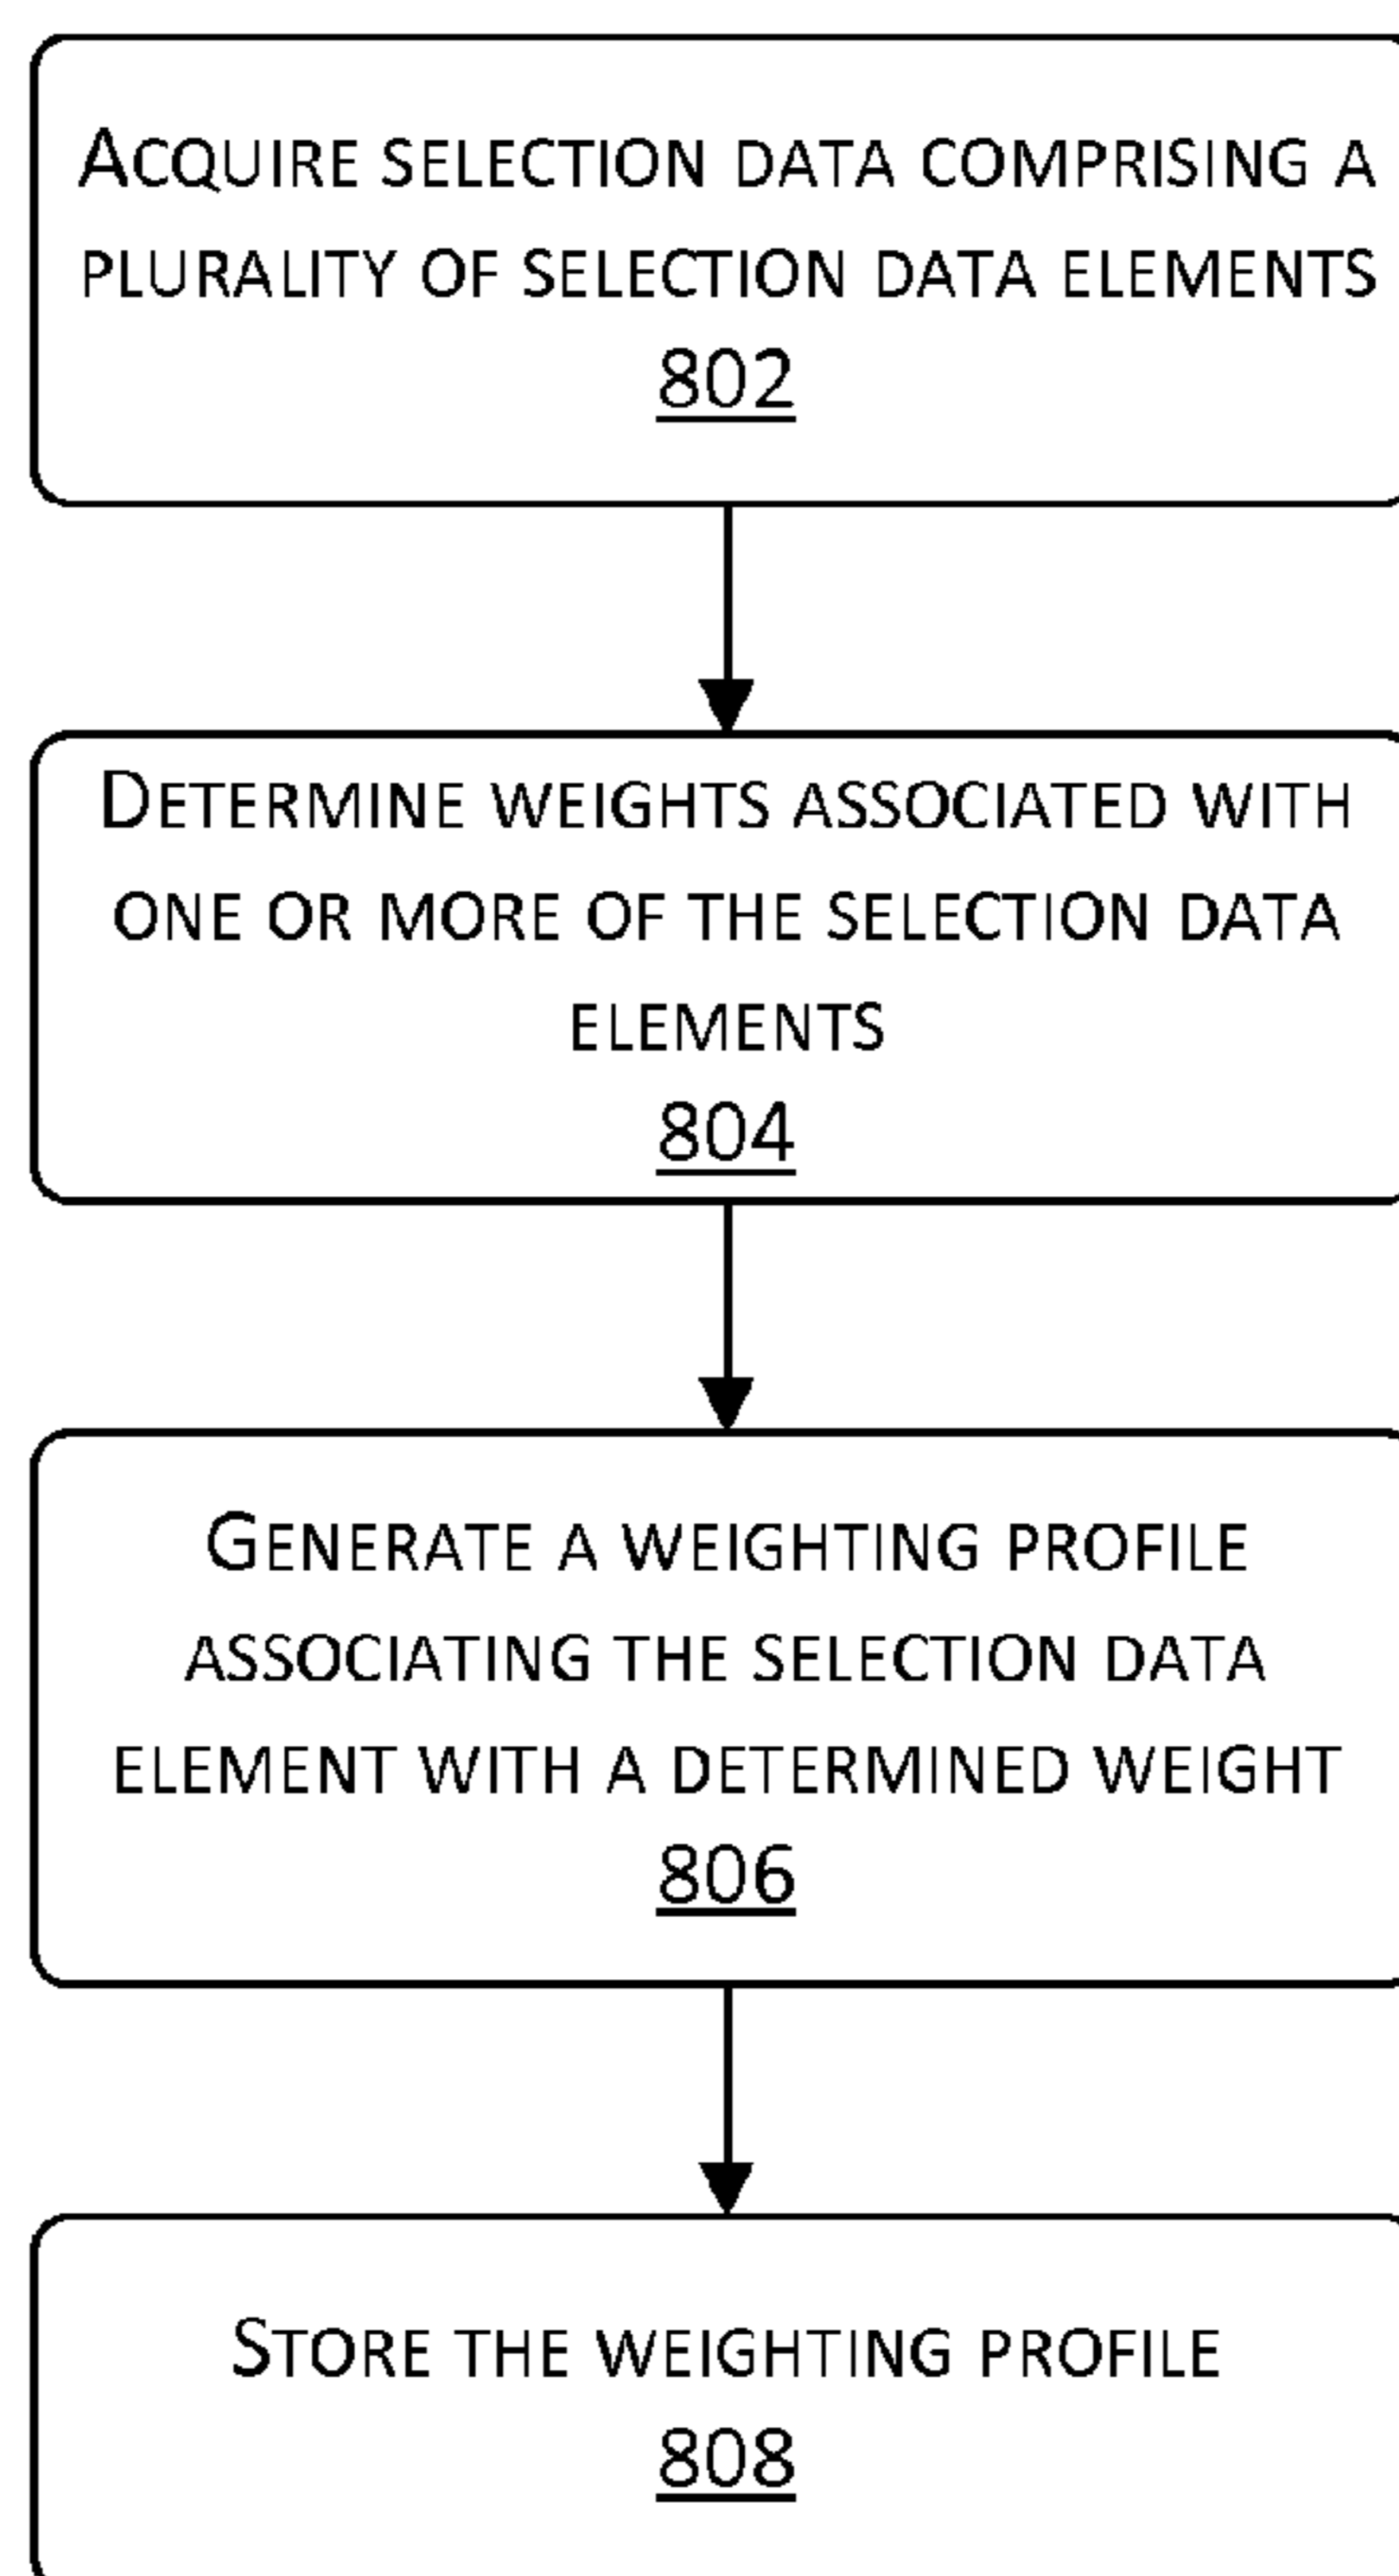 ACQUIRE SELECTION DATA COMPRISING A
PLURALITY OF SELECTION DATA ELEMENTS
802
DETERMINE WEIGHTS ASSOCIATED WITH
ONE OR MORE OF THE SELECTION DATA
ELEMENTS
804
GENERATE A WEIGHTING PROFILE
ASSOCIATING THE SELECTION DATA
ELEMENT WITH A DETERMINED WEIGHT
806
STORE THE WEIGHTING PROFILE
808